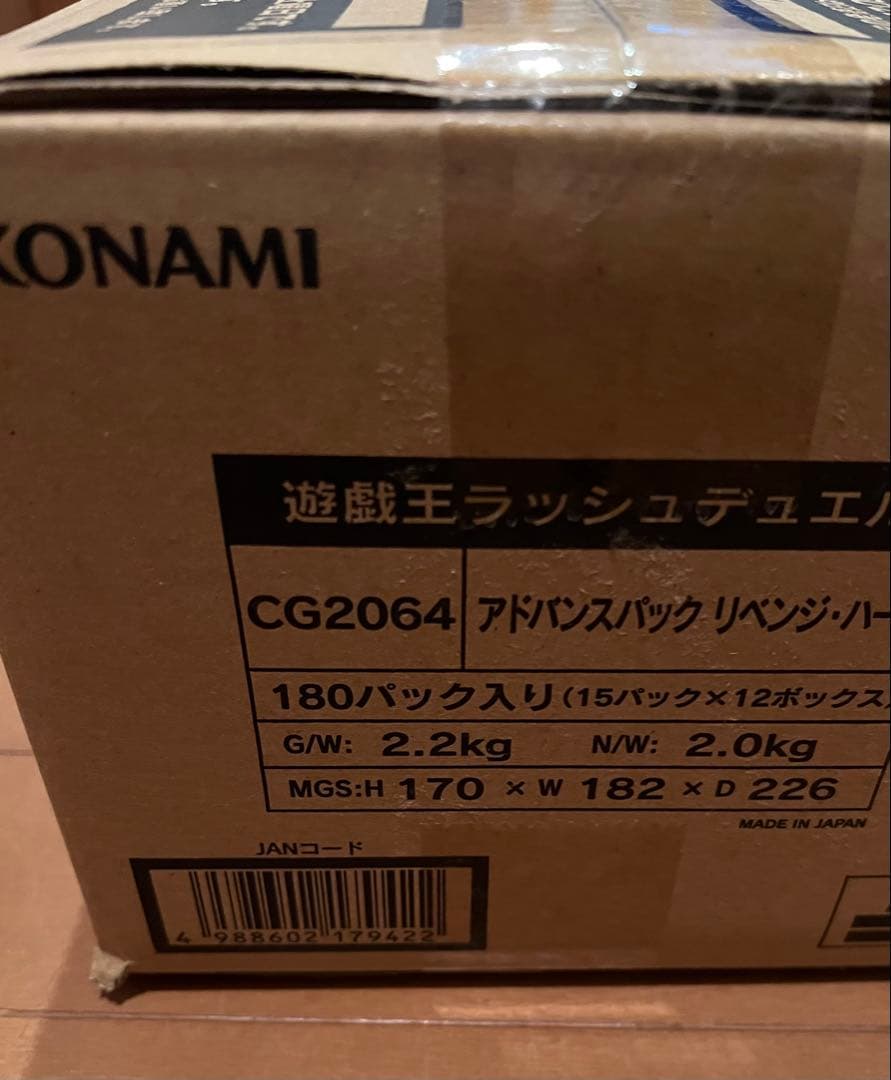 KONAMI
遊戯王ラッシュデュエル
CG2064 アドバンスパック リベンジ・ハー
180パック入り(15パック×12ボックス入
G/W: 2.2kg N/W: 2.0kg
MGS:H 170 × W 182 × D 226
MADE IN JAPAN
JANコード
4 988602 179422